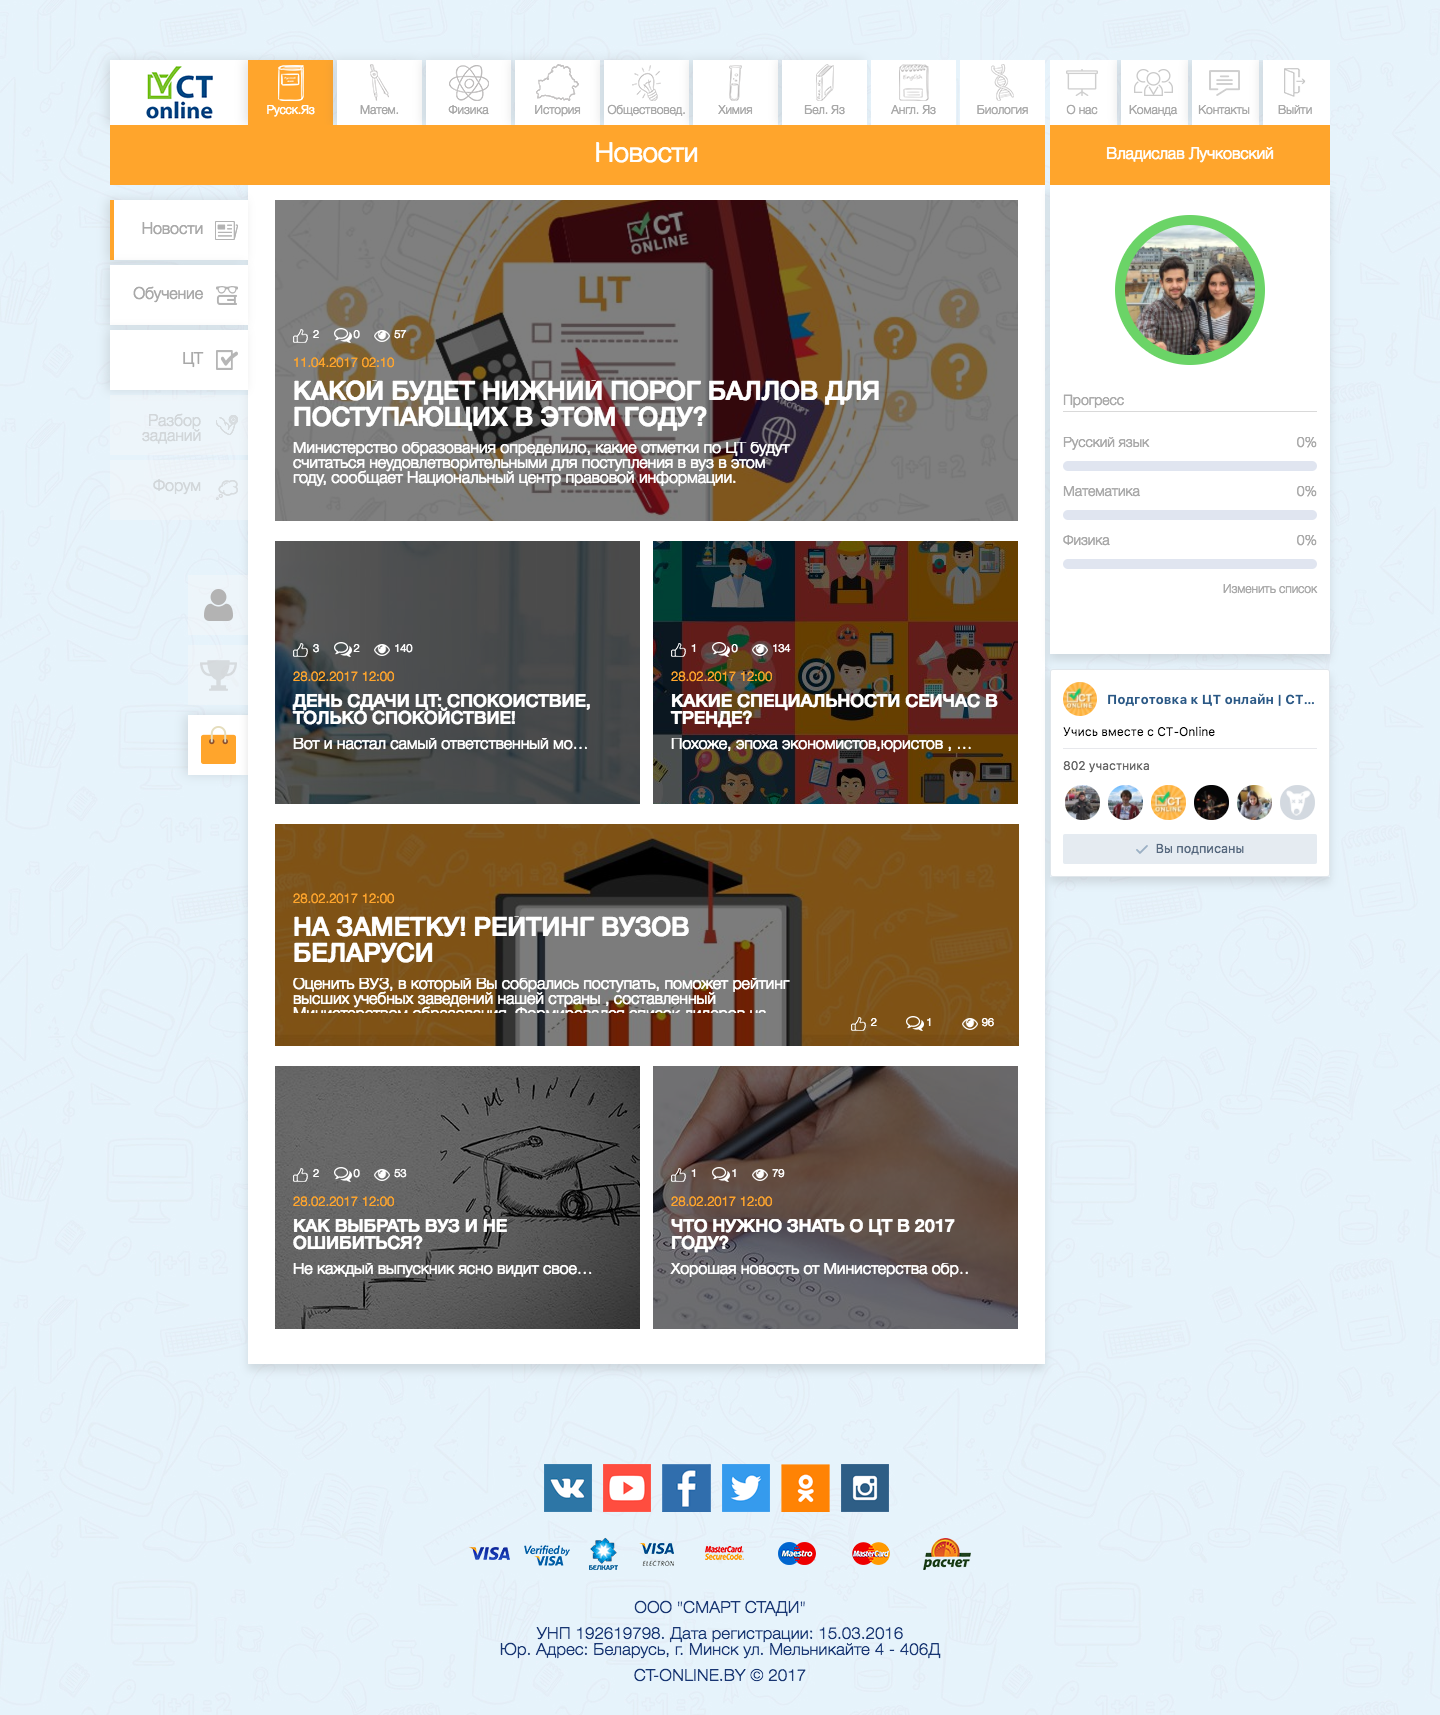 CT
online
Русск.Яз
Матем.
Физика
История
Обществовед.
Химия
Бел. Яз
English
Англ. Яз
Биология
О нас
Команда
Контакты
Выйти
Новости
Владислав Лучковский
Новости
Обучение
ЦТ
Разбор
заданий
Форум
CT
ONLINE
ЦТ
2 0 57
11.04.2017 02:10
КАКОЙ БУДЕТ НИЖНИЙ ПОРОГ БАЛЛОВ ДЛЯ
ПОСТУПАЮЩИХ В ЭТОМ ГОДУ?
Министерство образования определило, какие отметки по ЦТ будут
считаться неудовлетворительными для поступления в вуз в этом
году, сообщает Национальный центр правовой информации.
3 2 140
28.02.2017 12:00
ДЕНЬ СДАЧИ ЦТ: СПОКОЙСТВИЕ,
ТОЛЬКО СПОКОЙСТВИЕ!
Вот и настал самый ответственный мо...
1 0 134
28.02.2017 12:00
КАКИЕ СПЕЦИАЛЬНОСТИ СЕЙЧАС В
ТРЕНДЕ?
Похоже, эпоха экономистов,юристов , ...
28.02.2017 12:00
НА ЗАМЕТКУ! РЕЙТИНГ ВУЗОВ
БЕЛАРУСИ
Оценить ВУЗ, в который Вы собрались поступать, поможет рейтинг
высших учебных заведений нашей страны , составленный
Министерством образования. Формировался список лидеров на
2 1 96
2 0 53
28.02.2017 12:00
КАК ВЫБРАТЬ ВУЗ И НЕ
ОШИБИТЬСЯ?
Не каждый выпускник ясно видит свое...
1 1 79
28.02.2017 12:00
ЧТО НУЖНО ЗНАТЬ О ЦТ В 2017
ГОДУ?
Хорошая новость от Министерства обр..
Прогресс
Русский язык 0%
Математика 0%
Физика 0%
Изменить список
Подготовка к ЦТ онлайн | CT...
Учись вместе с CT-Online
802 участника
CT
ONLINE
Вы подписаны
VISA
Verified by
VISA
БЕЛКАРТ
VISA
ELECTRON
MasterCard.
SecureCode.
Maestro
MasterCard
расчет
ООО "СМАРТ СТАДИ"
УНП 192619798. Дата регистрации: 15.03.2016
Юр. Адрес: Беларусь, г. Минск ул. Мельникайте 4 - 406Д
CT-ONLINE.BY © 2017